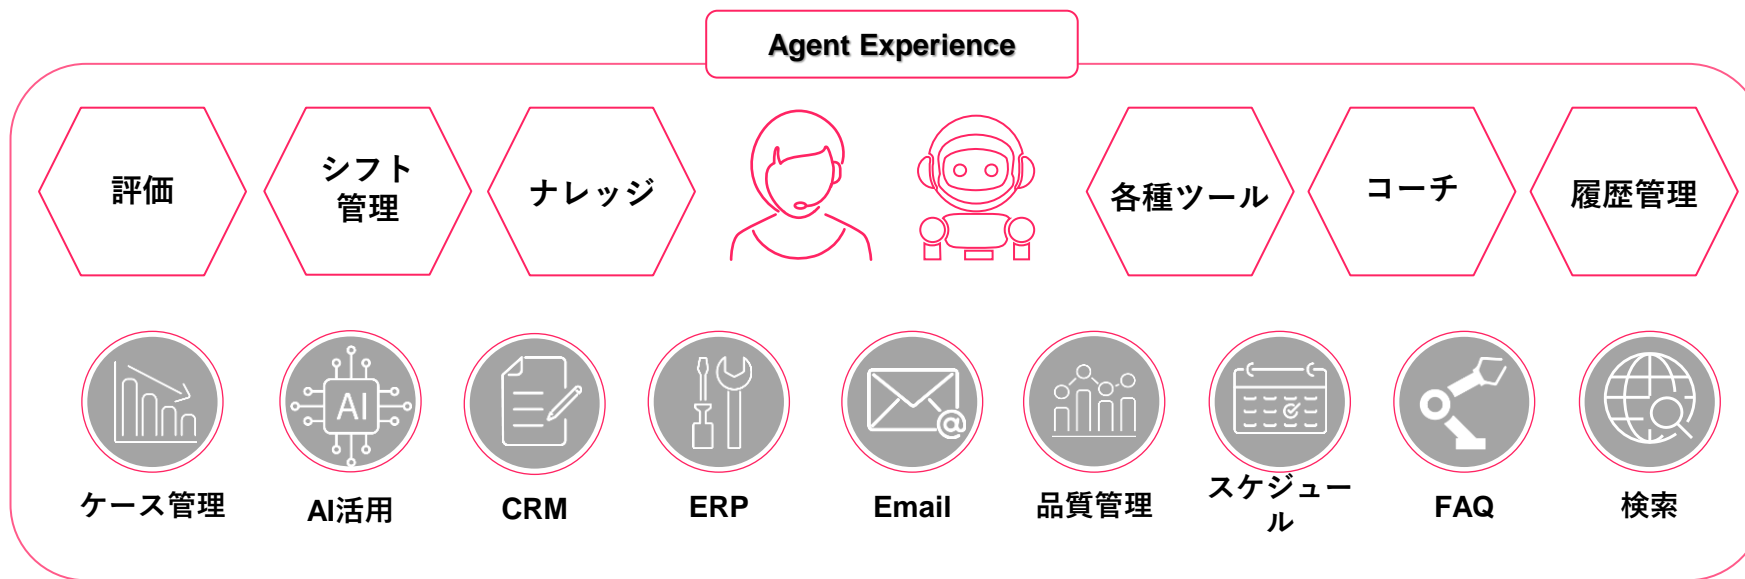 Agent Experience
評価
シフト
管理
ナレッジ
各種ツール
コーチ
履歴管理
AI
@
ケース管理
AI活用
CRM
ERP
Email
品質管理
スケジュー
ル
FAQ
検索